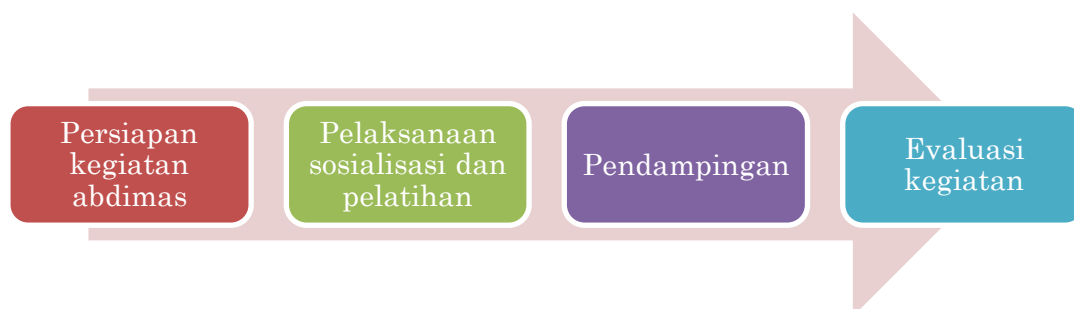 Persiapan
kegiatan
abdimas
Pelaksanaan
sosialisasi dan
pelatihan
Pendampingan
Evaluasi
kegiatan